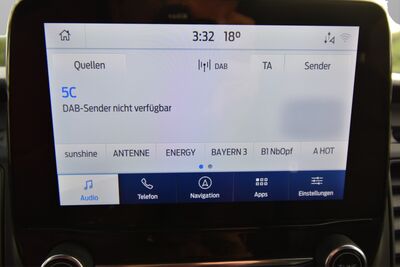 3:32 18°
Quellen DAB TA Sender
5C
DAB-Sender nicht verfügbar
sunshine ANTENNE ENERGY BAYERN 3 B1 NbOpf A HOT
Audio Telefon Navigation Apps Einstellungen